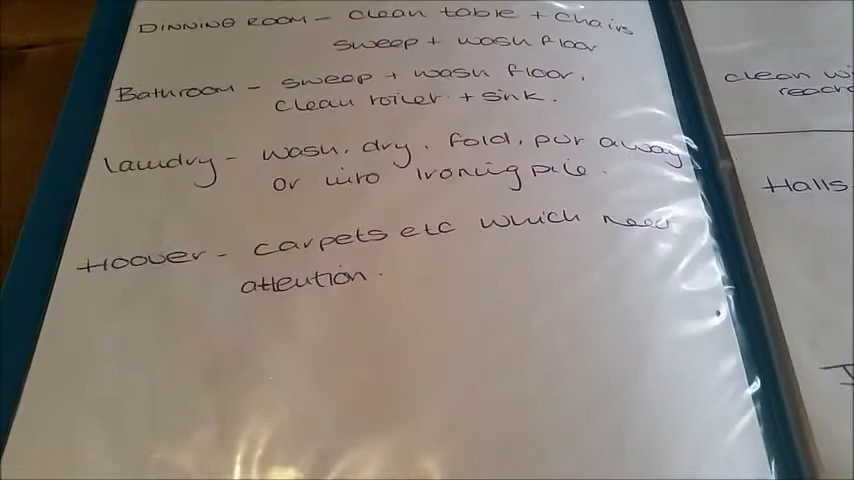 DINNING ROOM - clean table + chairs
sweep + wash floor
Bathroom - sweep + wash floor.
clean toilet + sink.
Laundry - wash, dry, fold, put away
or into ironing pile.
Hoover - carpets etc which need
attention.
clean
Halls